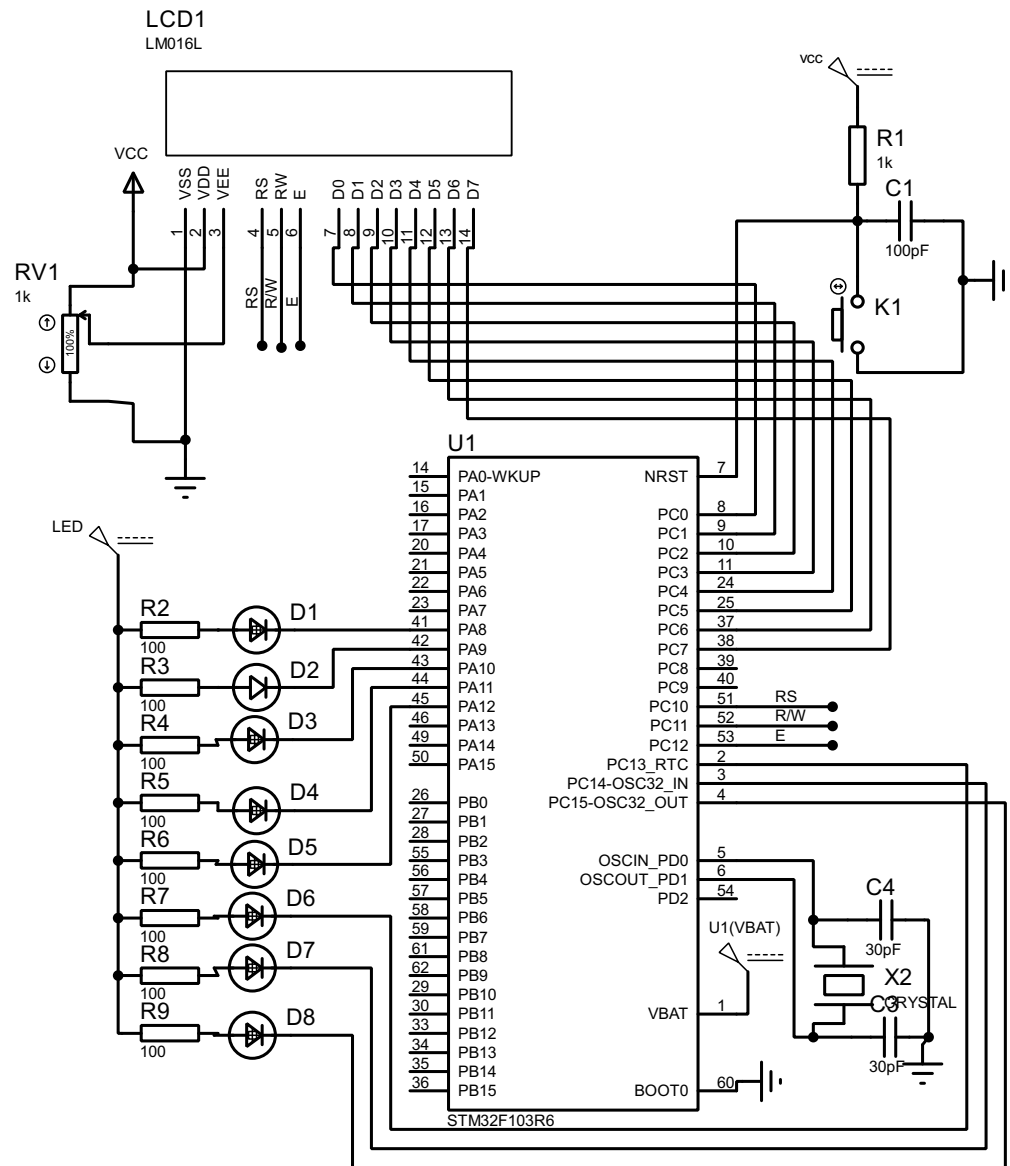 LCD1
LM016L
VCC
VSS
VDD
VEE
RS
RW
E
D0
D1
D2
D3
D4
D5
D6
D7
1
2
3
4
5
6
7
8
9
10
11
12
13
14
RS
R/W
E
RV1
1k
100%
vcc
R1
1k
C1
100pF
K1
U1
14 PA0-WKUP
15 PA1
16 PA2
17 PA3
20 PA4
21 PA5
22 PA6
23 PA7
41 PA8
42 PA9
43 PA10
44 PA11
45 PA12
46 PA13
49 PA14
50 PA15
26 PB0
27 PB1
28 PB2
55 PB3
56 PB4
57 PB5
58 PB6
59 PB7
61 PB8
62 PB9
29 PB10
30 PB11
33 PB12
34 PB13
35 PB14
36 PB15
NRST 7
PC0 8
PC1 9
PC2 10
PC3 11
PC4 24
PC5 25
PC6 37
PC7 38
PC8 39
PC9 40
PC10 51 RS
PC11 52 R/W
PC12 53 E
PC13_RTC 2
PC14-OSC32_IN 3
PC15-OSC32_OUT 4
OSCIN_PD0 5
OSCOUT_PD1 6
PD2 54
VBAT 1
BOOT0 60
STM32F103R6
U1(VBAT)
C4
30pF
X2
CRYSTAL
C3
30pF
LED
R2
100
D1
R3
100
D2
R4
100
D3
R5
100
D4
R6
100
D5
R7
100
D6
R8
100
D7
R9
100
D8